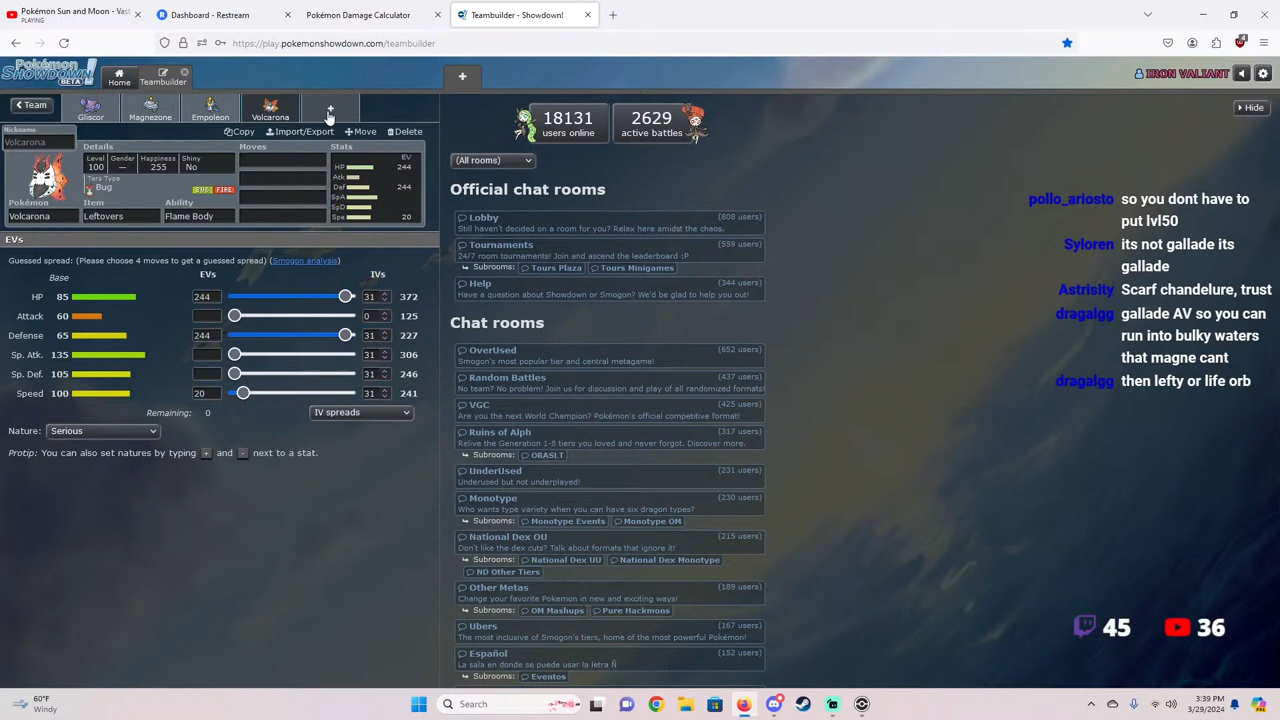 Pokémon Sun and Moon - Vast
PLAYING
Dashboard - Restream
Pokémon Damage Calculator
Teambuilder - Showdown!
https://play.pokemonshowdown.com/teambuilder
4
Pokémon
SHOWDOWN!
BETA
Home
Teambuilder
+
IRON VALIANT
Team
Gliscor
Magnezone
Empoleon
Volcarona
+
Hide
Nickname
Volcarona
Copy
Import/Export
Move
Delete
Details
Moves
Stats
EV
Level
100
Gender
—
Happiness
255
Shiny
No
Tera Type
Bug
BUG
FIRE
HP 244
Atk
Def 244
SpA
SpD
Spe 20
Pokémon
Volcarona
Item
Leftovers
Ability
Flame Body
EVs
Guessed spread: (Please choose 4 moves to get a guessed spread) (Smogon analysis)
Base
EVs
IVs
HP 85 244 31 372
Attack 60 0 125
Defense 65 244 31 227
Sp. Atk. 135 31 306
Sp. Def. 105 31 246
Speed 100 20 31 241
Remaining: 0
IV spreads
Nature: Serious
Protip: You can also set natures by typing + and - next to a stat.
18131
users online
2629
active battles
(All rooms)
Official chat rooms
Lobby (808 users)
Still haven't decided on a room for you? Relax here amidst the chaos.
Tournaments (559 users)
24/7 room tournaments! Join and ascend the leaderboard :P
Subrooms: Tours Plaza Tours Minigames
Help (344 users)
Have a question about Showdown or Smogon? We'd be glad to help you out!
Chat rooms
OverUsed (652 users)
Smogon's most popular tier and central metagame!
Random Battles (437 users)
No team? No problem! Join us for discussion and play of all randomized formats!
VGC (425 users)
Are you the next World Champion? Pokémon's official competitive format!
Ruins of Alph (317 users)
Relive the Generation 1-8 tiers you loved and never forgot. Discover more.
Subrooms: ORASLT
UnderUsed (231 users)
Underused but not underplayed!
Monotype (230 users)
Who wants type variety when you can have six dragon types?
Subrooms: Monotype Events Monotype OM
National Dex OU (215 users)
Don't like the dex cuts? Talk about formats that ignore it!
Subrooms: National Dex UU National Dex Monotype
ND Other Tiers
Other Metas (189 users)
Change your favorite Pokemon in new and exciting ways!
Subrooms: OM Mashups Pure Hackmons
Ubers (167 users)
The most inclusive of Smogon's tiers, home of the most powerful Pokémon!
Español (152 users)
La sala en donde se puede usar la letra Ñ
Subrooms: Eventos
pollo_ariosto so you dont have to
put lvl50
Syloren its not gallade its
gallade
Astrisity Scarf chandelure, trust
dragalgg gallade AV so you can
run into bulky waters
that magne cant
dragalgg then lefty or life orb
45
36
60°F
Windy
Search
3:39 PM
3/29/2024